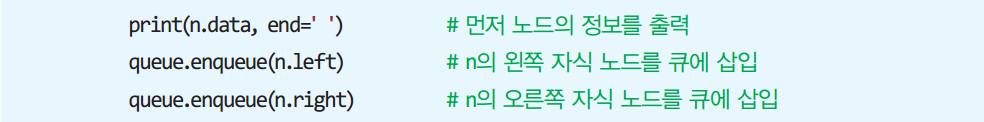 print(n.data, end=' ') # 먼저 노드의 정보를 출력
queue.enqueue(n.left) # n의 왼쪽 자식 노드를 큐에 삽입
queue.enqueue(n.right) # n의 오른쪽 자식 노드를 큐에 삽입